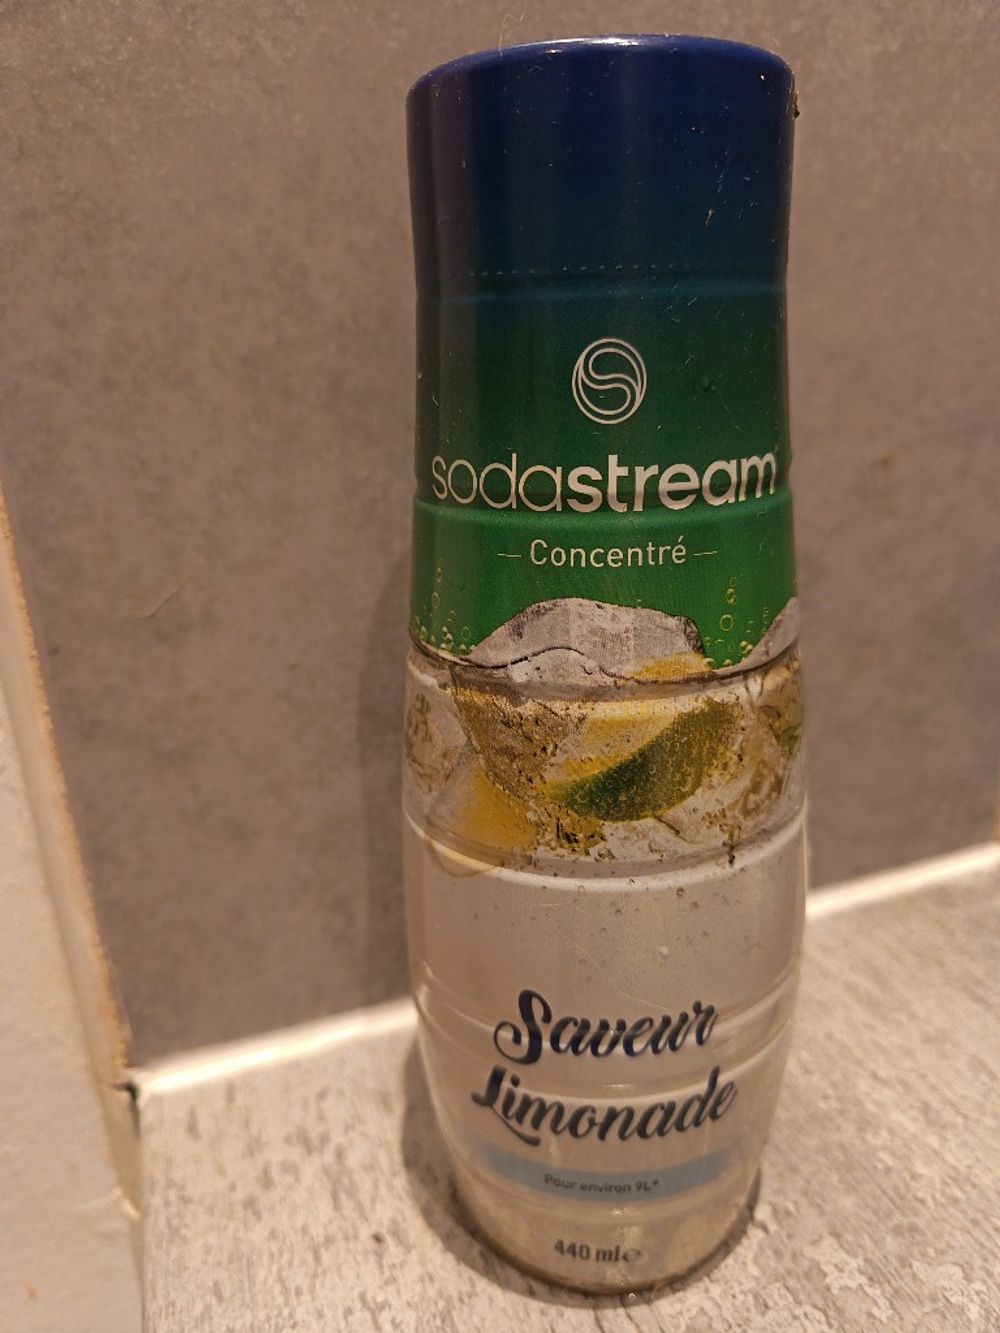 sodastream
Concentré
Saveur
Limonade
Pour environ 9L*
440 ml e